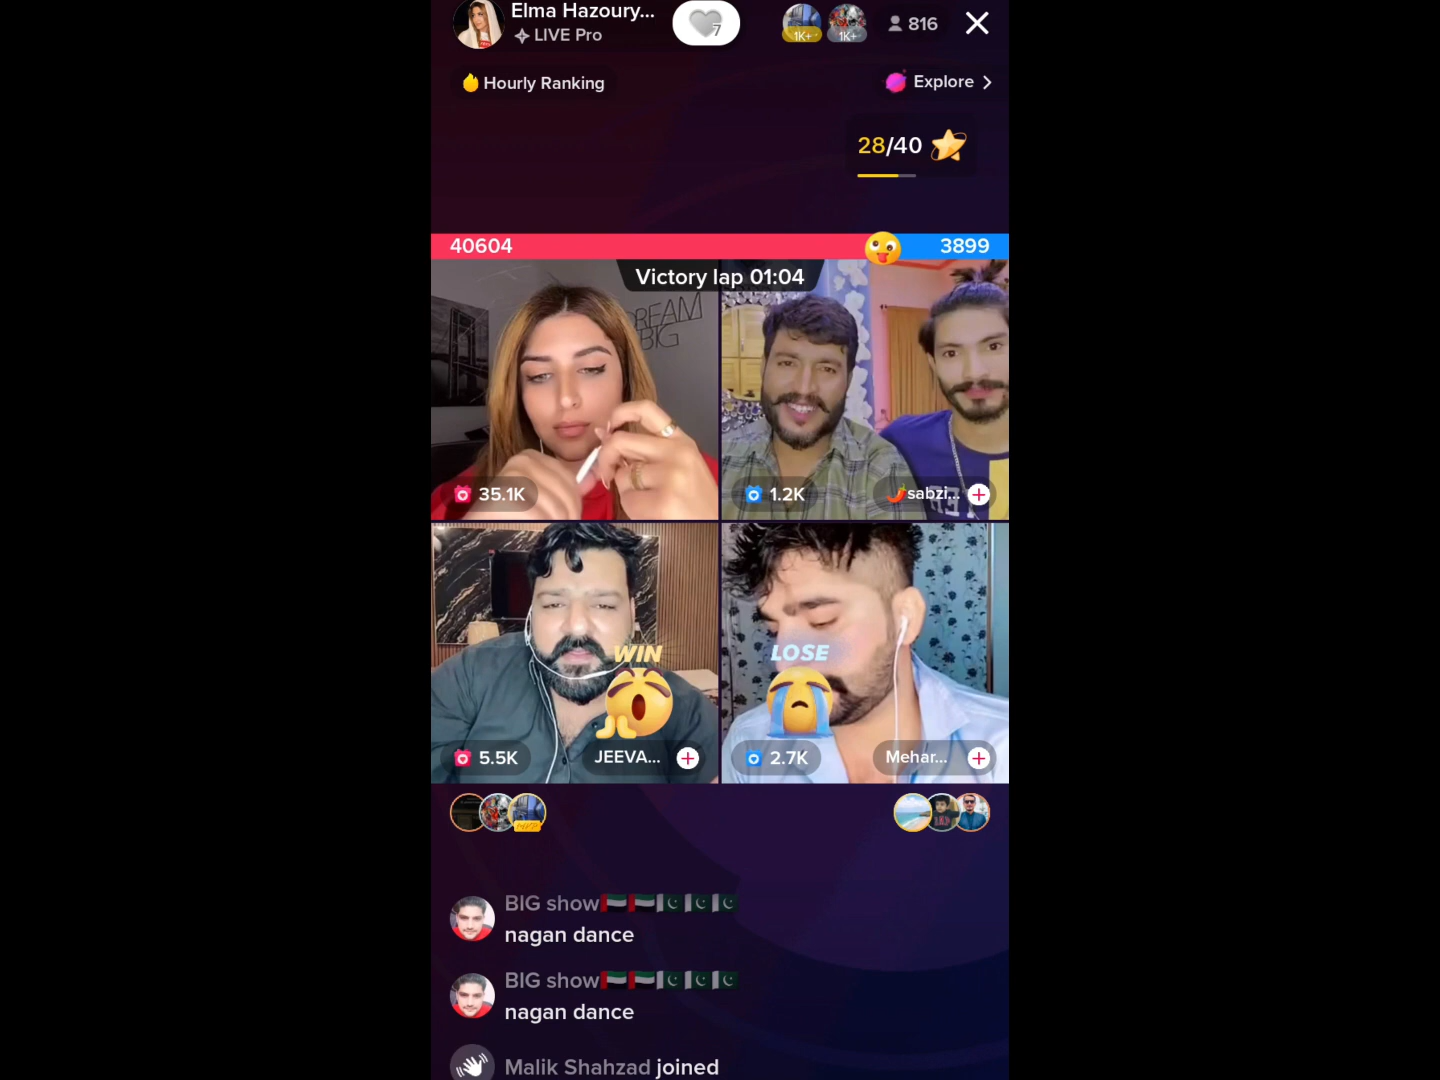 Elma Hazoury...
LIVE Pro
7
1K+
1K+
816
Hourly Ranking
Explore
28/40
40604
3899
Victory lap 01:04
DREAM
BIG
35.1K
1.2K
🌶️sabzi...
WIN
LOSE
5.5K
JEEVA...
2.7K
Mehar...
BIG show🇦🇪🇦🇪🇵🇰🇵🇰🇵🇰
nagan dance
BIG show🇦🇪🇦🇪🇵🇰🇵🇰🇵🇰
nagan dance
Malik Shahzad joined